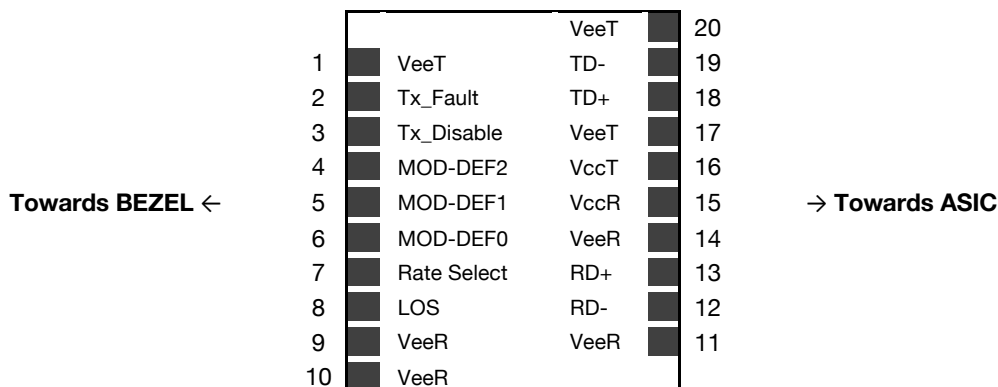 VeeT 20
1 VeeT TD- 19
2 Tx_Fault TD+ 18
3 Tx_Disable VeeT 17
4 MOD-DEF2 VccT 16
Towards BEZEL ← 5 MOD-DEF1 VccR 15 → Towards ASIC
6 MOD-DEF0 VeeR 14
7 Rate Select RD+ 13
8 LOS RD- 12
9 VeeR VeeR 11
10 VeeR